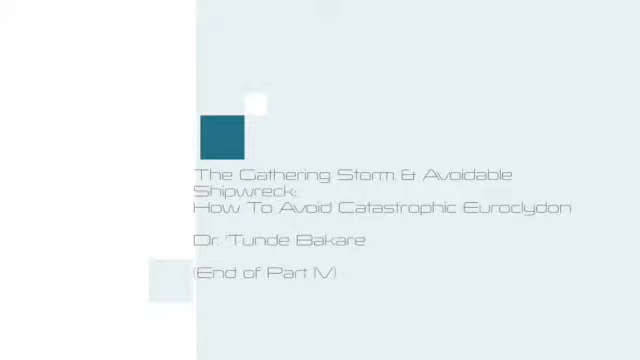 The Gathering Storm & Avoidable
Shipwreck:
How To Avoid Catastrophic Euroclydon
Dr. 'Tunde Bakare
(End of Part IV)